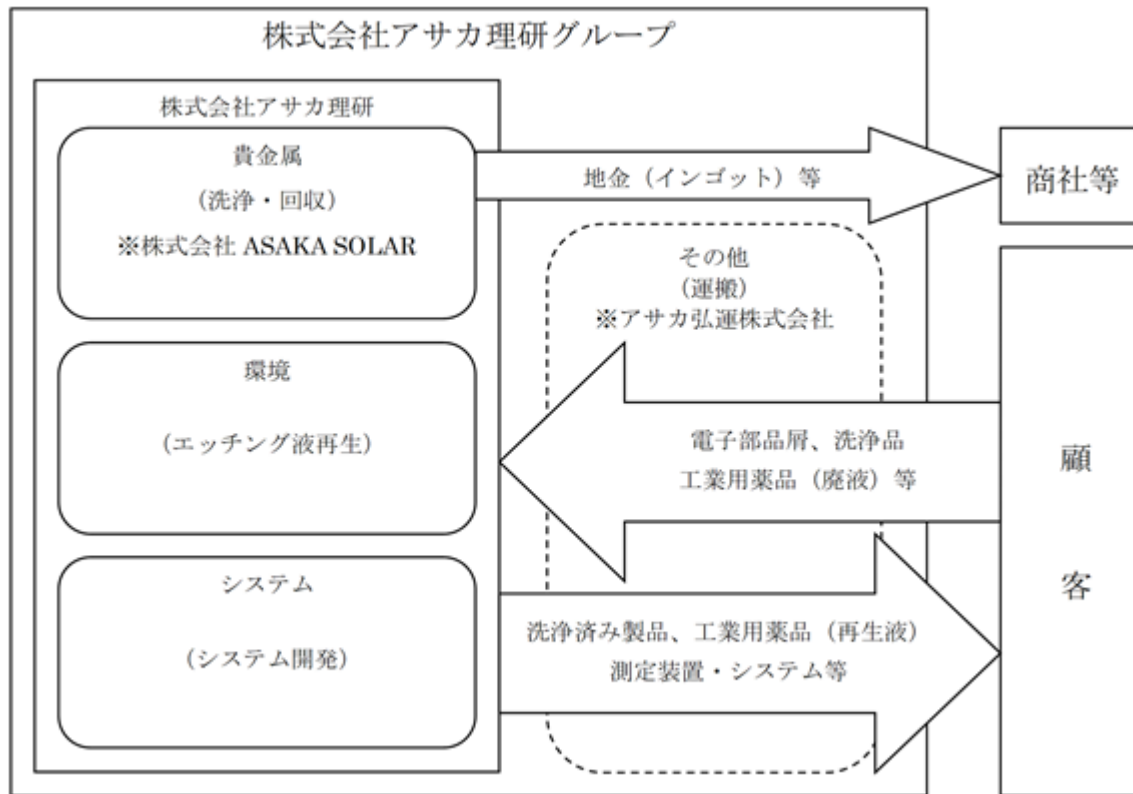 株式会社アサカ理研グループ
株式会社アサカ理研
貴金属
(洗浄・回収)
※株式会社 ASAKA SOLAR
地金（インゴット）等
商社等
その他
(運搬)
※アサカ弘運株式会社
環境
(エッチング液再生)
電子部品屑、洗浄品
工業用薬品（廃液）等
顧
客
システム
(システム開発)
洗浄済み製品、工業用薬品（再生液）
測定装置・システム等